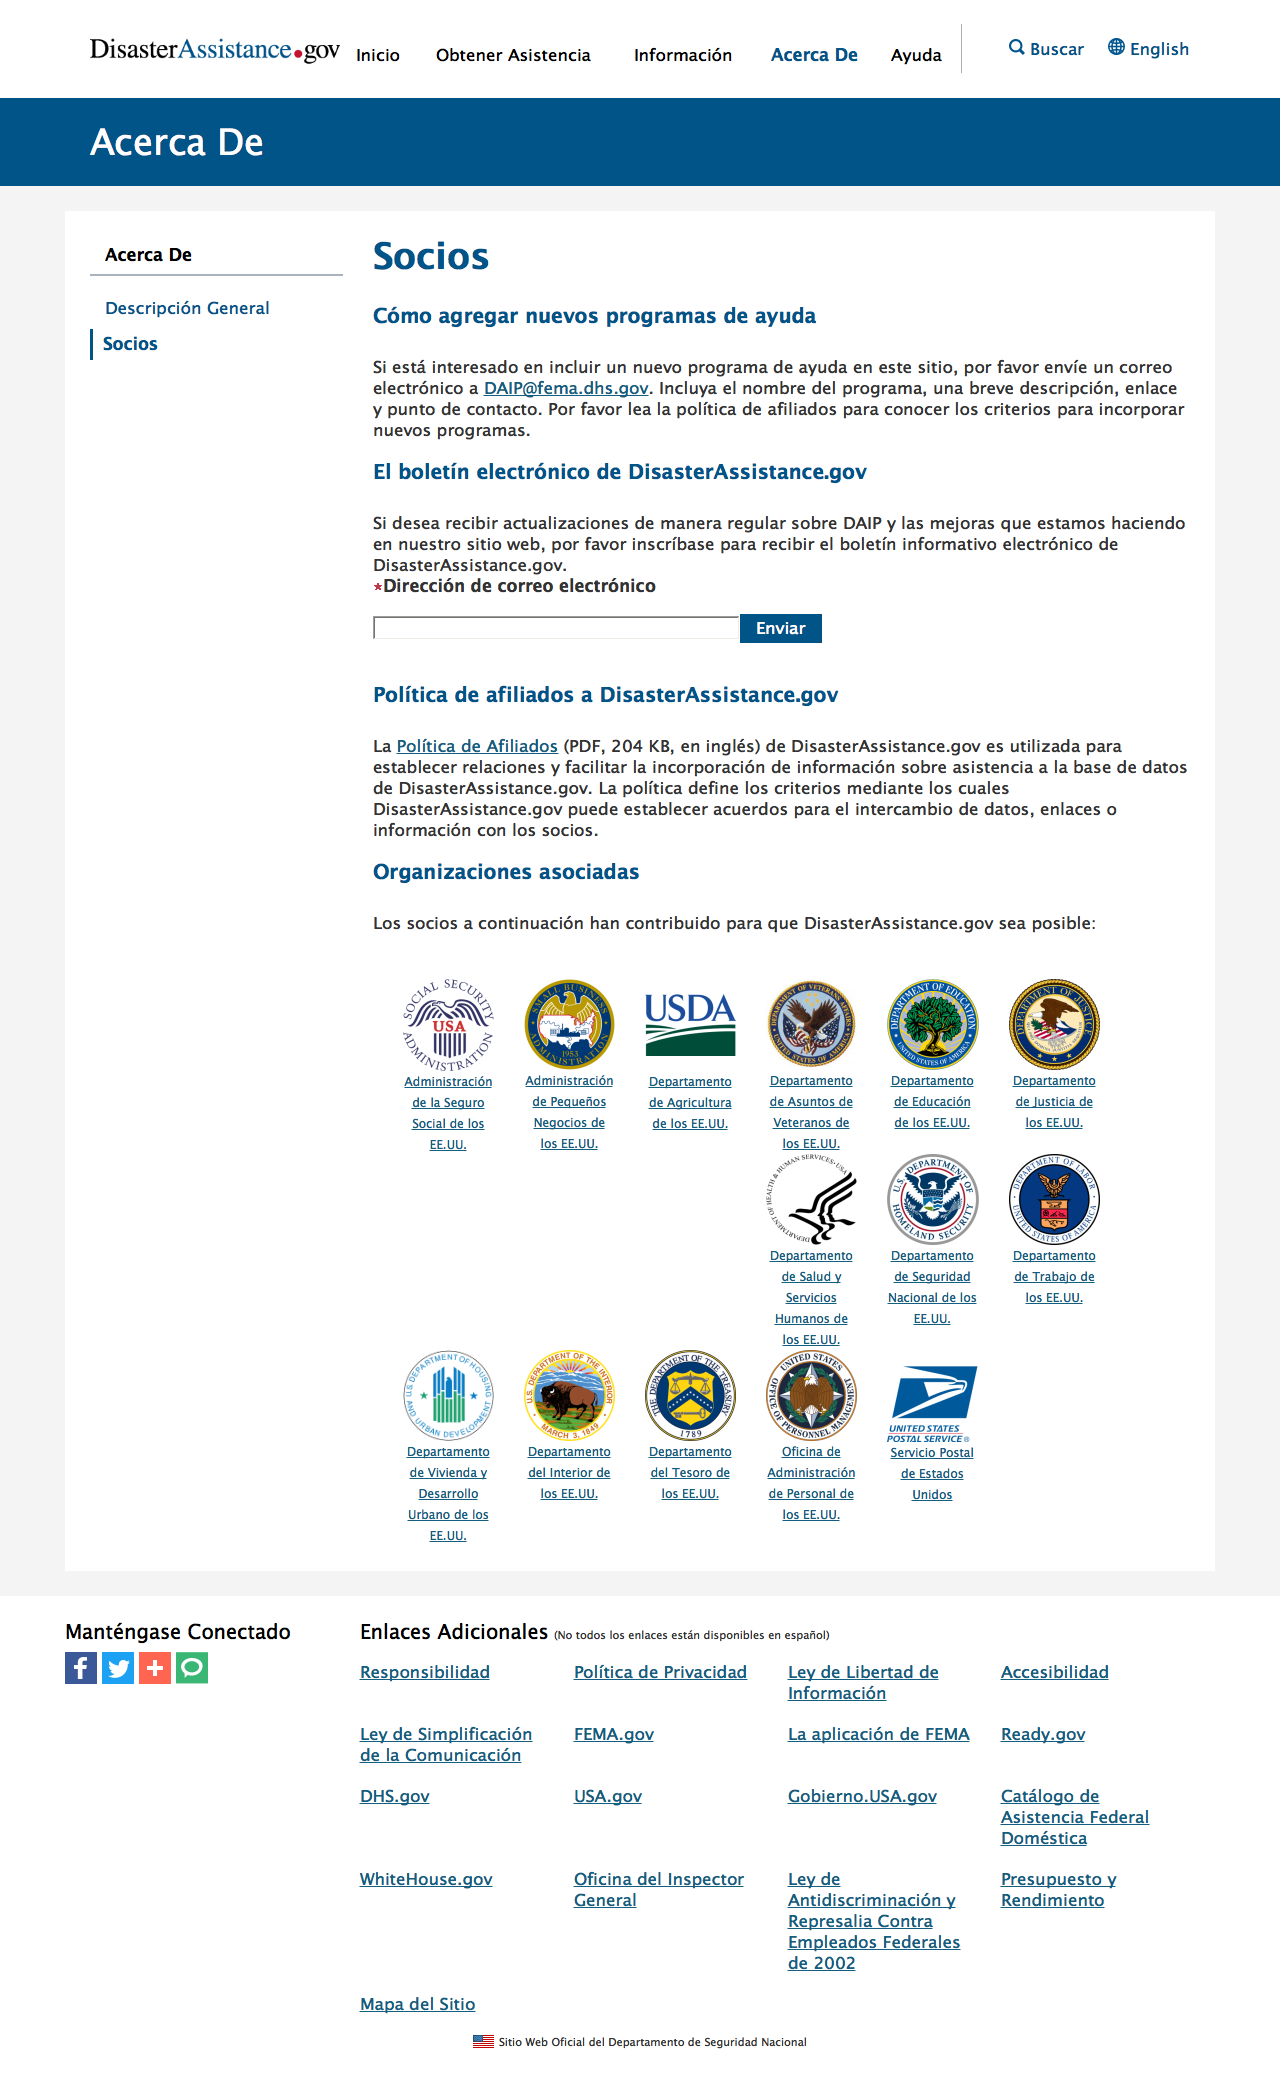 DisasterAssistance.gov
Inicio
Obtener Asistencia
Información
Acerca De
Ayuda
Buscar
English
Acerca De
Acerca De
Descripción General
Socios
Socios
Cómo agregar nuevos programas de ayuda
Si está interesado en incluir un nuevo programa de ayuda en este sitio, por favor envíe un correo
electrónico a DAIP@fema.dhs.gov. Incluya el nombre del programa, una breve descripción, enlace
y punto de contacto. Por favor lea la política de afiliados para conocer los criterios para incorporar
nuevos programas.
El boletín electrónico de DisasterAssistance.gov
Si desea recibir actualizaciones de manera regular sobre DAIP y las mejoras que estamos haciendo
en nuestro sitio web, por favor inscríbase para recibir el boletín informativo electrónico de
DisasterAssistance.gov.
*Dirección de correo electrónico
Enviar
Política de afiliados a DisasterAssistance.gov
La Política de Afiliados (PDF, 204 KB, en inglés) de DisasterAssistance.gov es utilizada para
establecer relaciones y facilitar la incorporación de información sobre asistencia a la base de datos
de DisasterAssistance.gov. La política define los criterios mediante los cuales
DisasterAssistance.gov puede establecer acuerdos para el intercambio de datos, enlaces o
información con los socios.
Organizaciones asociadas
Los socios a continuación han contribuido para que DisasterAssistance.gov sea posible:
SOCIAL SECURITY ADMINISTRATION
USA
Administración
de la Seguro
Social de los
EE.UU.
SMALL BUSINESS ADMINISTRATION
1953
Administración
de Pequeños
Negocios de
los EE.UU.
USDA
Departamento
de Agricultura
de los EE.UU.
DEPARTMENT OF VETERANS AFFAIRS
UNITED STATES OF AMERICA
Departamento
de Asuntos de
Veteranos de
los EE.UU.
DEPARTMENT OF EDUCATION
UNITED STATES OF AMERICA
Departamento
de Educación
de los EE.UU.
DEPARTMENT OF JUSTICE
Departamento
de Justicia de
los EE.UU.
DEPARTMENT OF HEALTH & HUMAN SERVICES • USA
Departamento
de Salud y
Servicios
Humanos de
los EE.UU.
U.S. DEPARTMENT OF HOMELAND SECURITY
Departamento
de Seguridad
Nacional de los
EE.UU.
DEPARTMENT OF LABOR
UNITED STATES OF AMERICA
Departamento
de Trabajo de
los EE.UU.
U.S. DEPARTMENT OF HOUSING AND URBAN DEVELOPMENT
Departamento
de Vivienda y
Desarrollo
Urbano de los
EE.UU.
U.S. DEPARTMENT OF THE INTERIOR
MARCH 3, 1849
Departamento
del Interior de
los EE.UU.
THE DEPARTMENT OF THE TREASURY
1789
Departamento
del Tesoro de
los EE.UU.
UNITED STATES
OFFICE OF PERSONNEL MANAGEMENT
Oficina de
Administración
de Personal de
los EE.UU.
UNITED STATES
POSTAL SERVICE®
Servicio Postal
de Estados
Unidos
Manténgase Conectado
Enlaces Adicionales (No todos los enlaces están disponibles en español)
Responsibilidad
Política de Privacidad
Ley de Libertad de
Información
Accesibilidad
Ley de Simplificación
de la Comunicación
FEMA.gov
La aplicación de FEMA
Ready.gov
DHS.gov
USA.gov
Gobierno.USA.gov
Catálogo de
Asistencia Federal
Doméstica
WhiteHouse.gov
Oficina del Inspector
General
Ley de
Antidiscriminación y
Represalia Contra
Empleados Federales
de 2002
Presupuesto y
Rendimiento
Mapa del Sitio
Sitio Web Oficial del Departamento de Seguridad Nacional